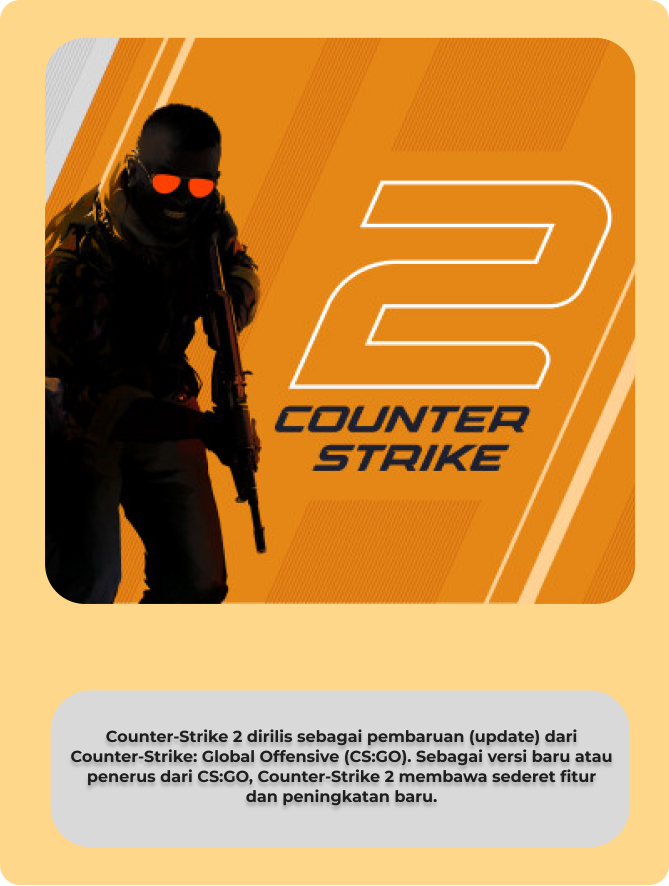 2
COUNTER
STRIKE
Counter-Strike 2 dirilis sebagai pembaruan (update) dari
Counter-Strike: Global Offensive (CS:GO). Sebagai versi baru atau
penerus dari CS:GO, Counter-Strike 2 membawa sederet fitur
dan peningkatan baru.